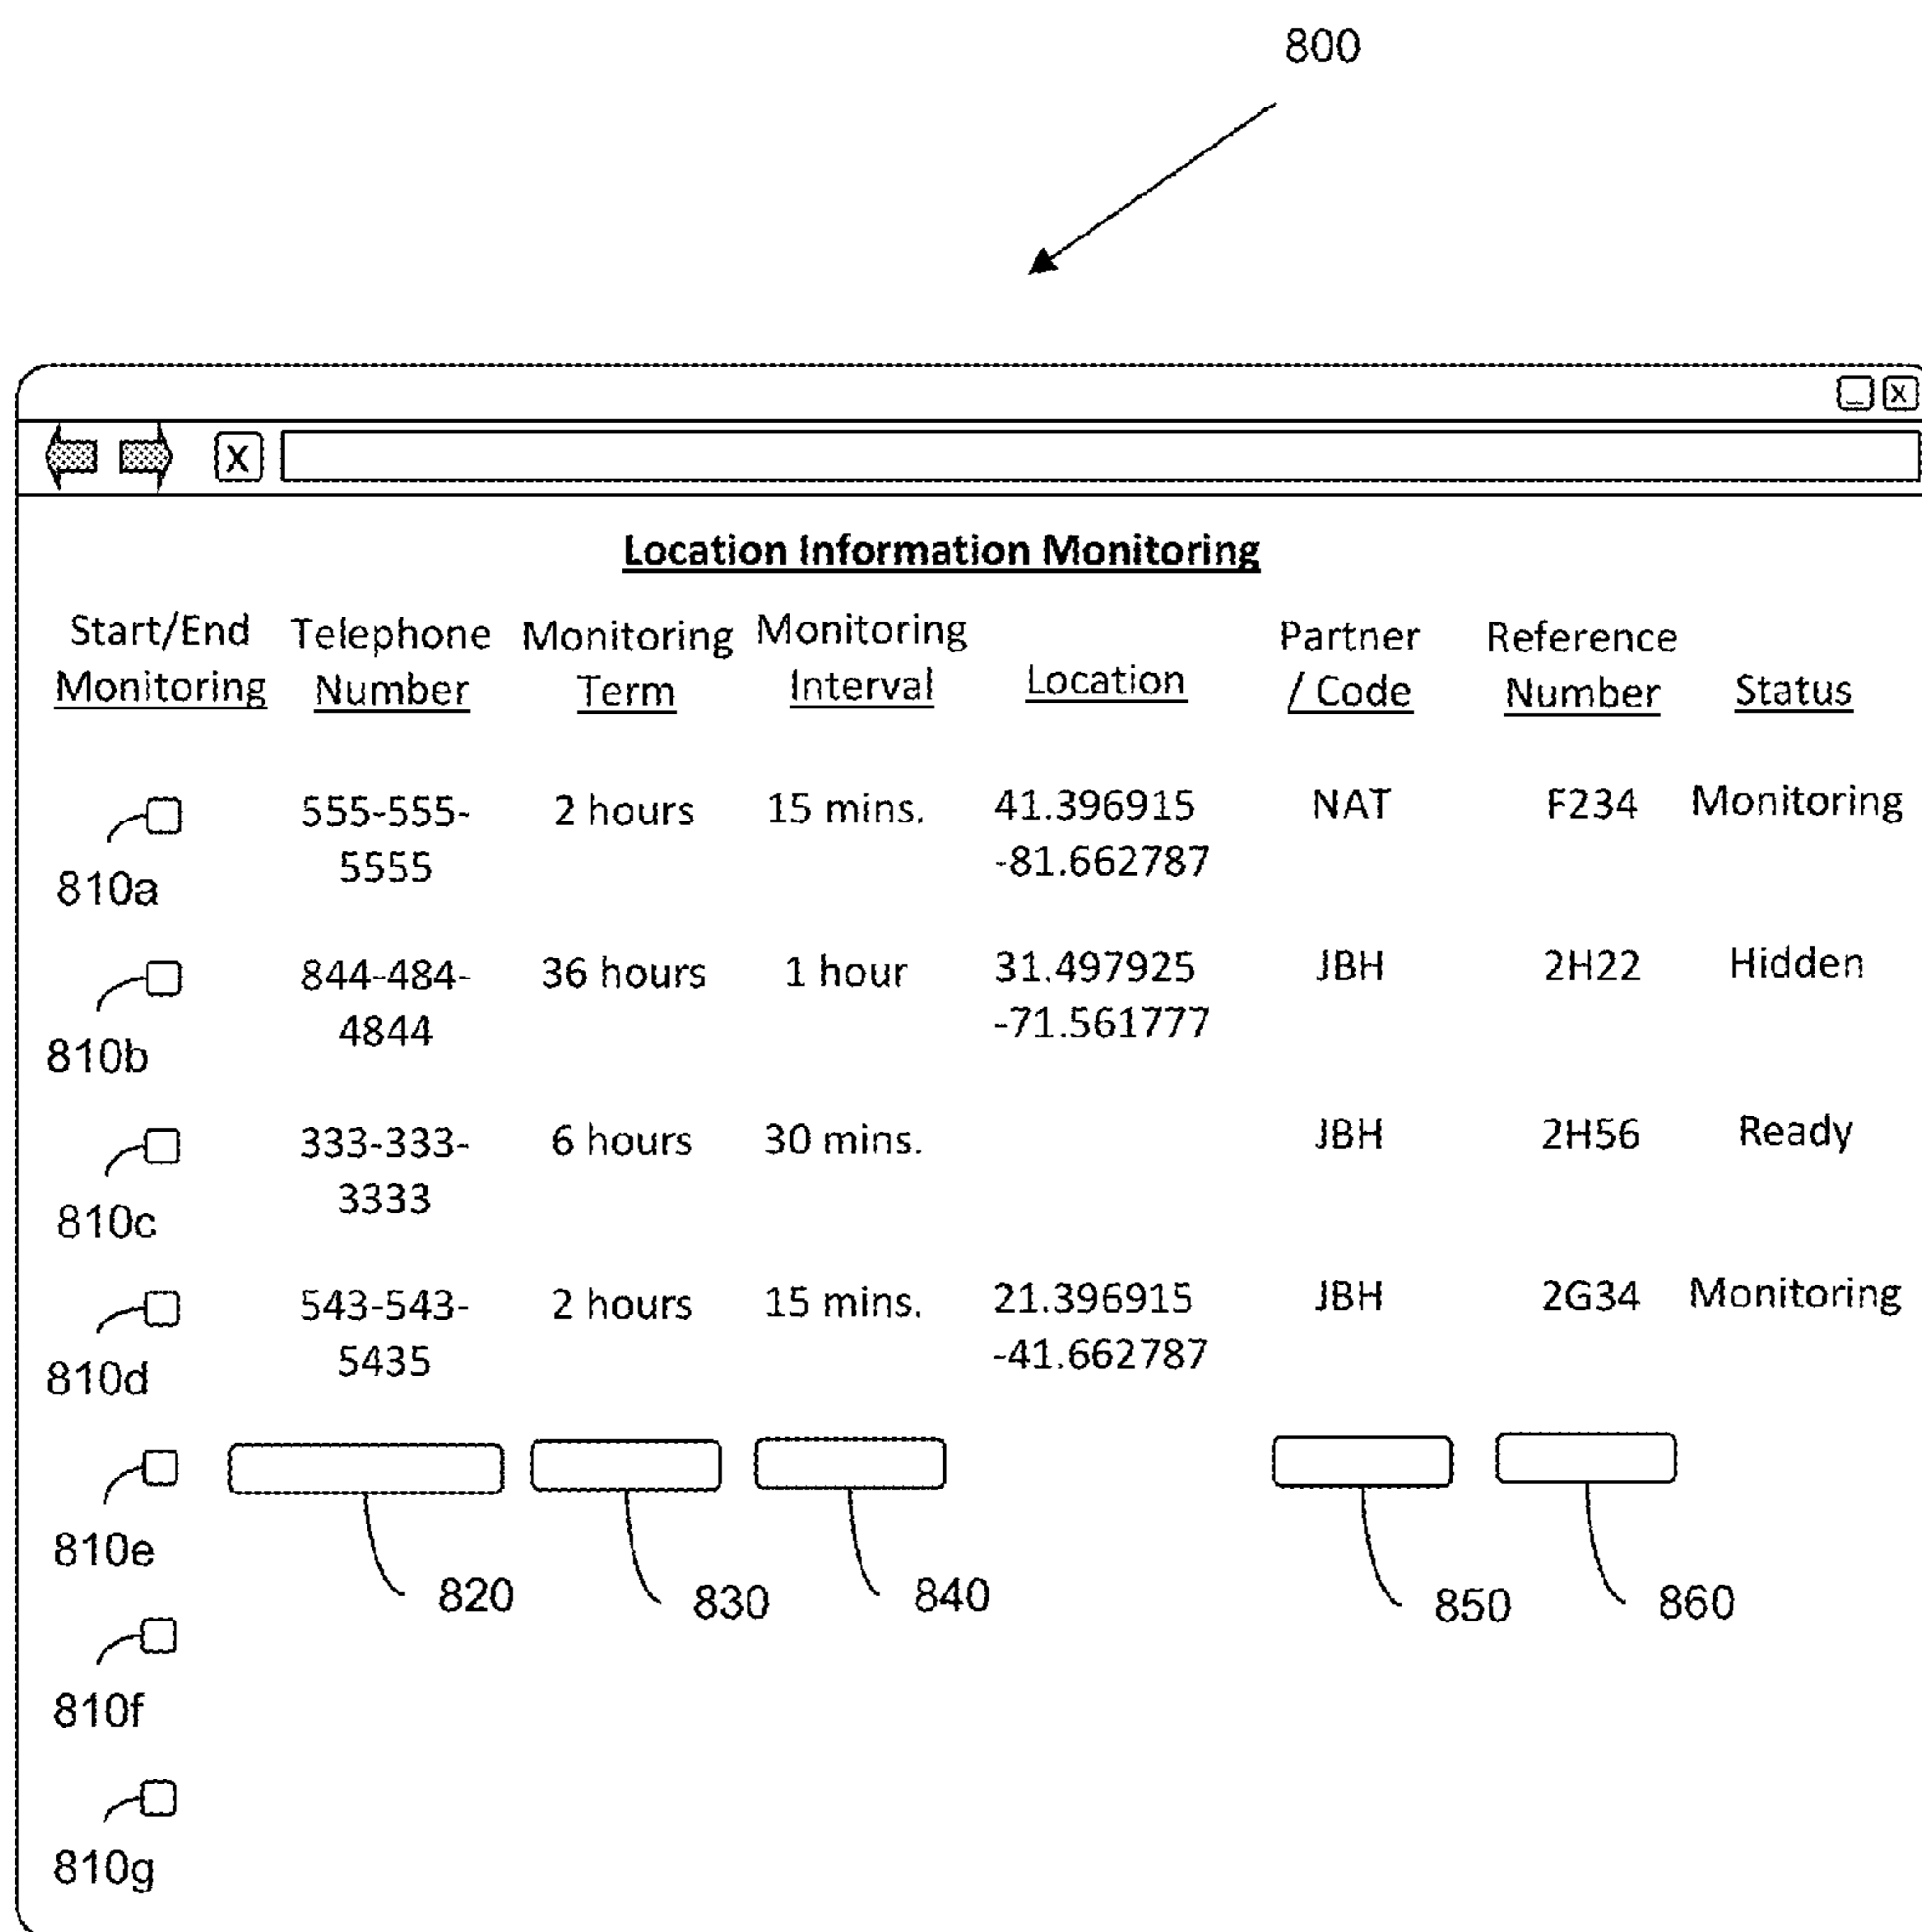 800
_ X
X
Location Information Monitoring
Start/End Telephone Monitoring Monitoring Partner Reference
Monitoring Number Term Interval Location / Code Number Status
555-555- 2 hours 15 mins. 41.396915 NAT F234 Monitoring
5555 -81.662787
810a
844-484- 36 hours 1 hour 31.497925 JBH 2H22 Hidden
4844 -71.561777
810b
333-333- 6 hours 30 mins. JBH 2H56 Ready
3333
810c
543-543- 2 hours 15 mins. 21.396915 JBH 2G34 Monitoring
5435 -41.662787
810d
810e
820 830 840 850 860
810f
810g